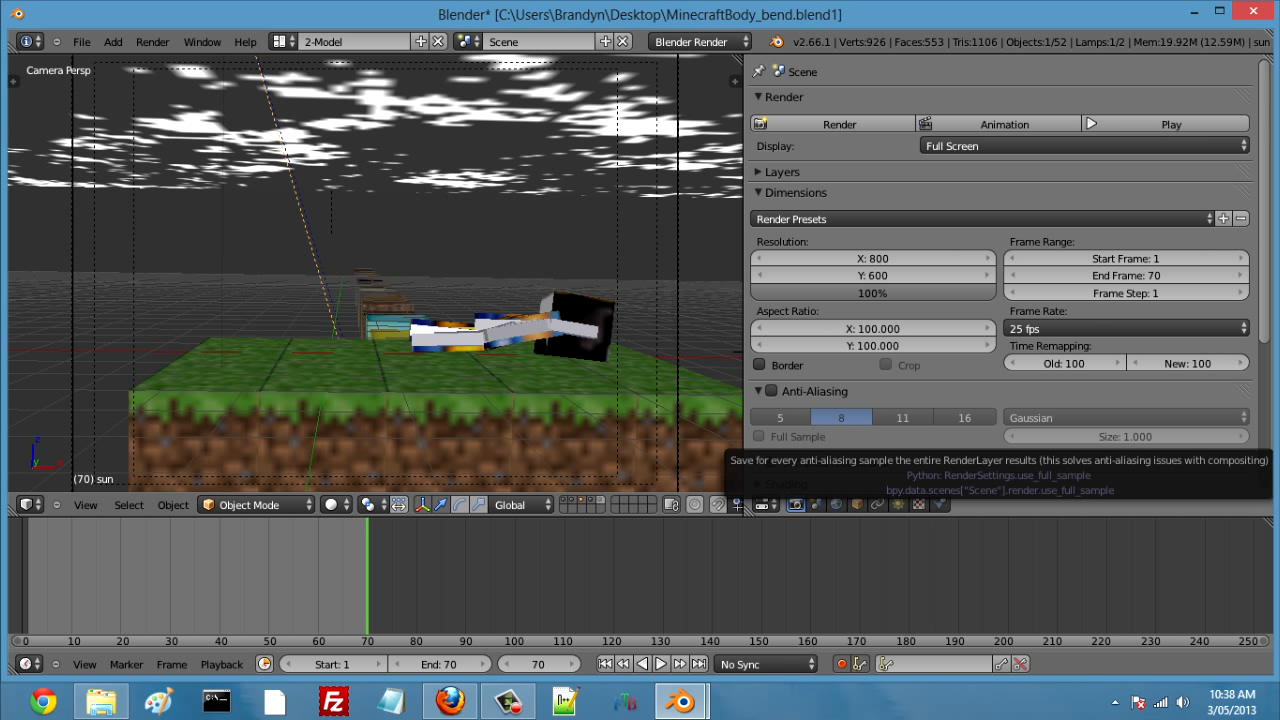 Blender* [C:\Users\Brandyn\Desktop\MinecraftBody_bend.blend1]
File Add Render Window Help 2-Model Scene Blender Render v2.66.1 | Verts:926 | Faces:553 | Tris:1106 | Objects:1/52 | Lamps:1/2 | Mem:19.92M (12.59M) | sun
Camera Persp
Scene
Render
Render Animation Play
Display: Full Screen
Layers
Dimensions
Render Presets
Resolution: Frame Range:
X: 800 Start Frame: 1
Y: 600 End Frame: 70
100% Frame Step: 1
Aspect Ratio: Frame Rate:
X: 100.000 25 fps
Y: 100.000 Time Remapping:
Border Crop Old: 100 New: 100
Anti-Aliasing
5 8 11 16 Gaussian
Full Sample Size: 1.000
Save for every anti-aliasing sample the entire RenderLayer results (this solves anti-aliasing issues with compositing)
Python: RenderSettings.use_full_sample
bpy.data.scenes["Scene"].render.use_full_sample
Shading
(70) sun
View Select Object Object Mode Global
0 10 20 30 40 50 60 70 80 90 100 110 120 130 140 150 160 170 180 190 200 210 220 230 240 250
View Marker Frame Playback Start: 1 End: 70 70 No Sync
10:38 AM
3/05/2013